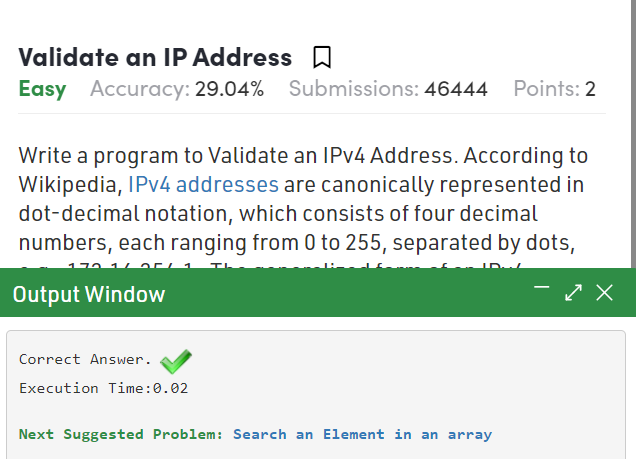 Validate an IP Address
Easy Accuracy: 29.04% Submissions: 46444 Points: 2
Write a program to Validate an IPv4 Address. According to
Wikipedia, IPv4 addresses are canonically represented in
dot-decimal notation, which consists of four decimal
numbers, each ranging from 0 to 255, separated by dots,
Output Window
Correct Answer.
Execution Time:0.02
Next Suggested Problem: Search an Element in an array